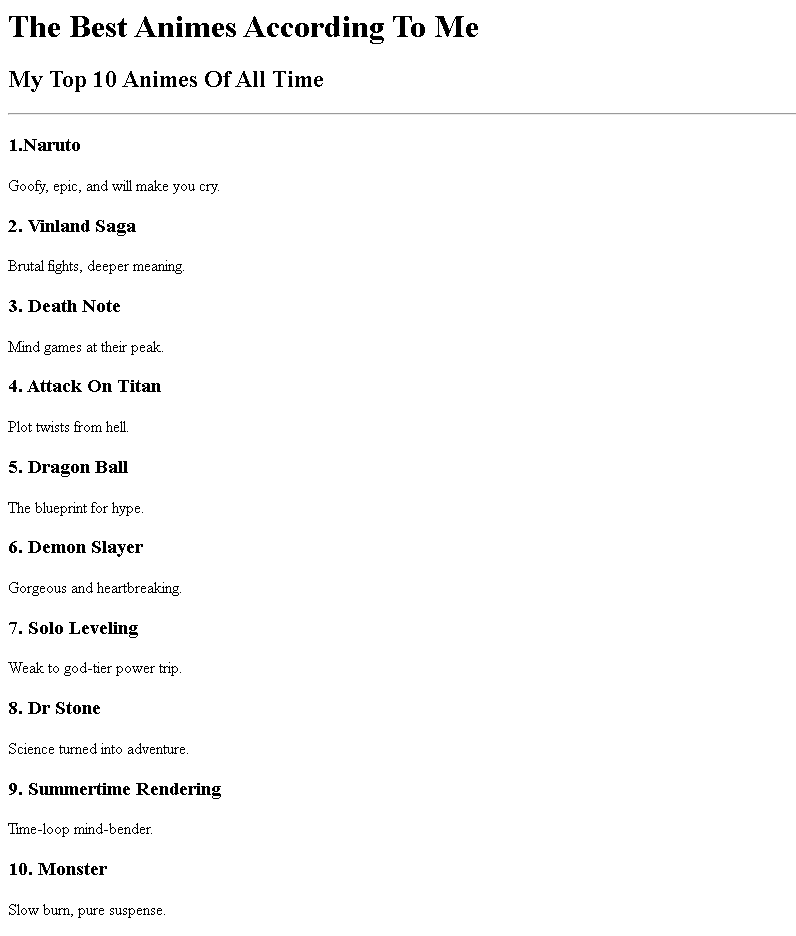 The Best Animes According To Me
My Top 10 Animes Of All Time
1.Naruto
Goofy, epic, and will make you cry.
2. Vinland Saga
Brutal fights, deeper meaning.
3. Death Note
Mind games at their peak.
4. Attack On Titan
Plot twists from hell.
5. Dragon Ball
The blueprint for hype.
6. Demon Slayer
Gorgeous and heartbreaking.
7. Solo Leveling
Weak to god-tier power trip.
8. Dr Stone
Science turned into adventure.
9. Summertime Rendering
Time-loop mind-bender.
10. Monster
Slow burn, pure suspense.